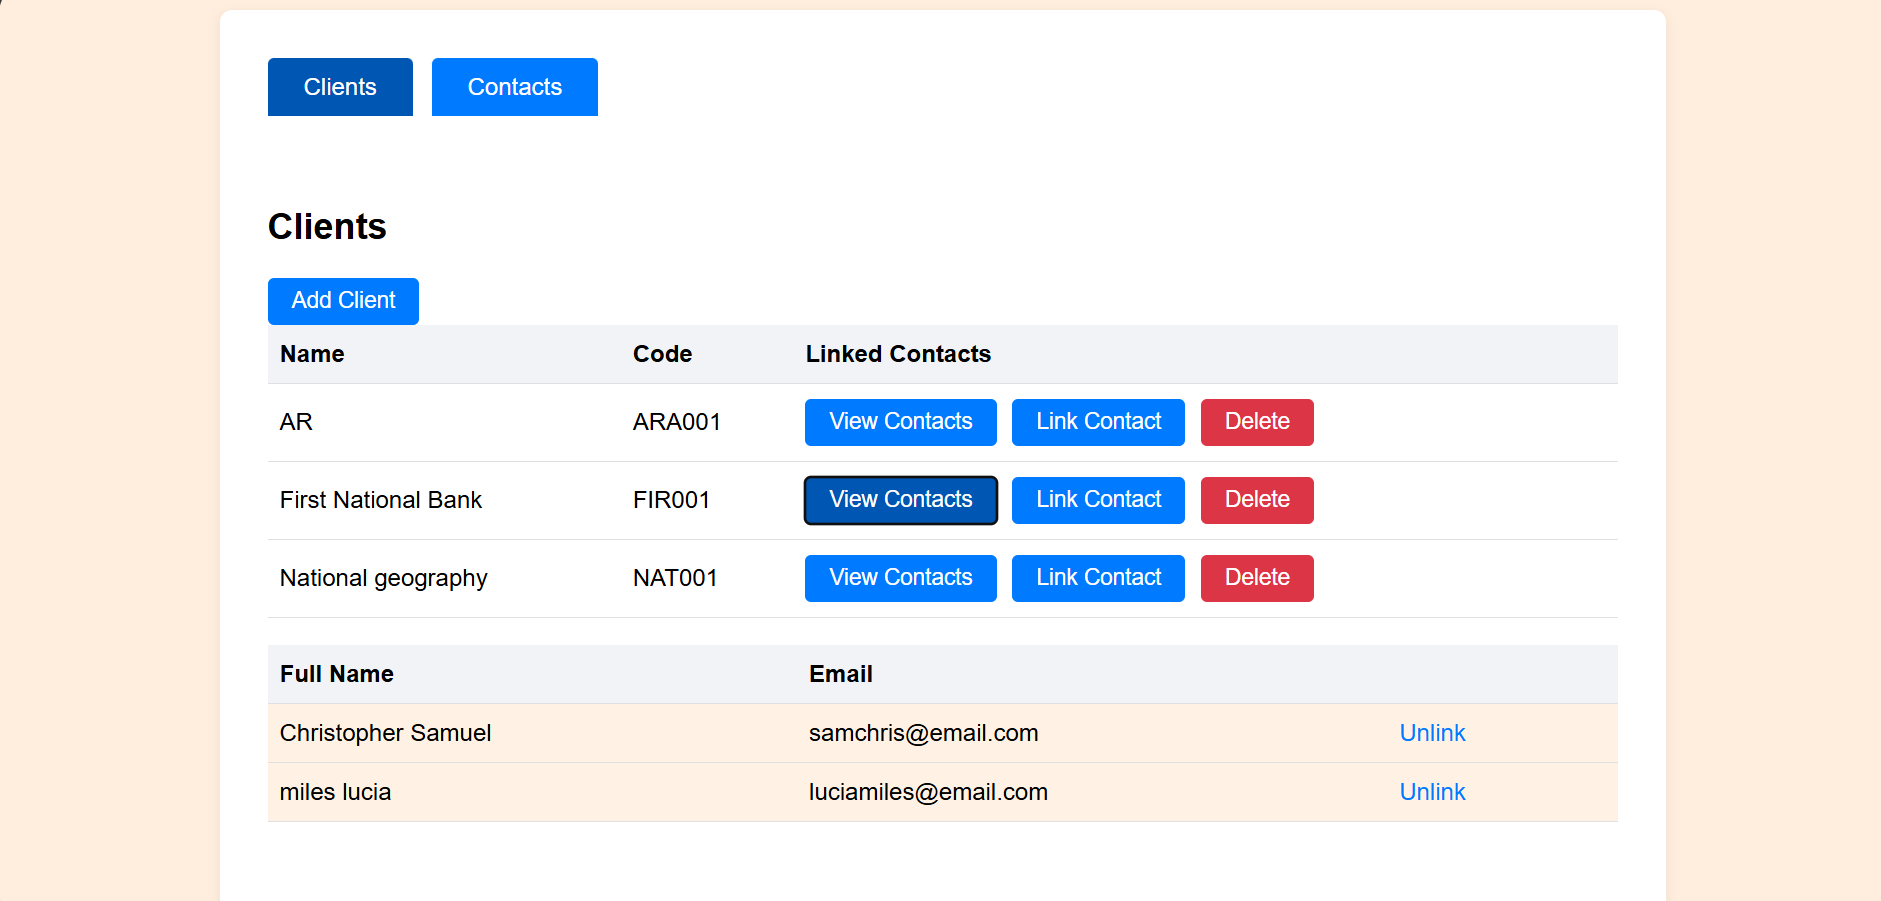 Clients Contacts
Clients
Add Client
Name Code Linked Contacts
AR ARA001 View Contacts Link Contact Delete
First National Bank FIR001 View Contacts Link Contact Delete
National geography NAT001 View Contacts Link Contact Delete
Full Name Email
Christopher Samuel samchris@email.com Unlink
miles lucia luciamiles@email.com Unlink